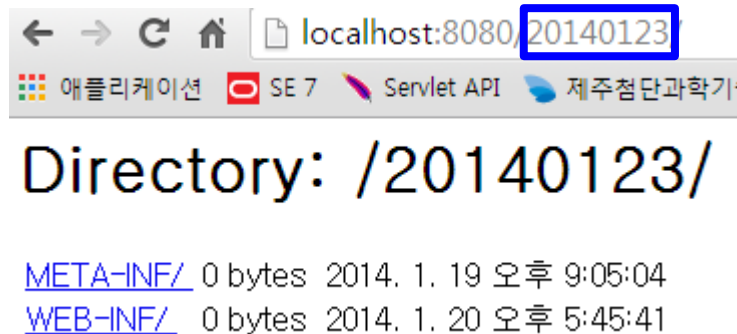 localhost:8080/20140123/
애플리케이션 SE 7 Servlet API 제주첨단과학기
Directory: /20140123/
META-INF/ 0 bytes 2014. 1. 19 오후 9:05:04
WEB-INF/ 0 bytes 2014. 1. 20 오후 5:45:41